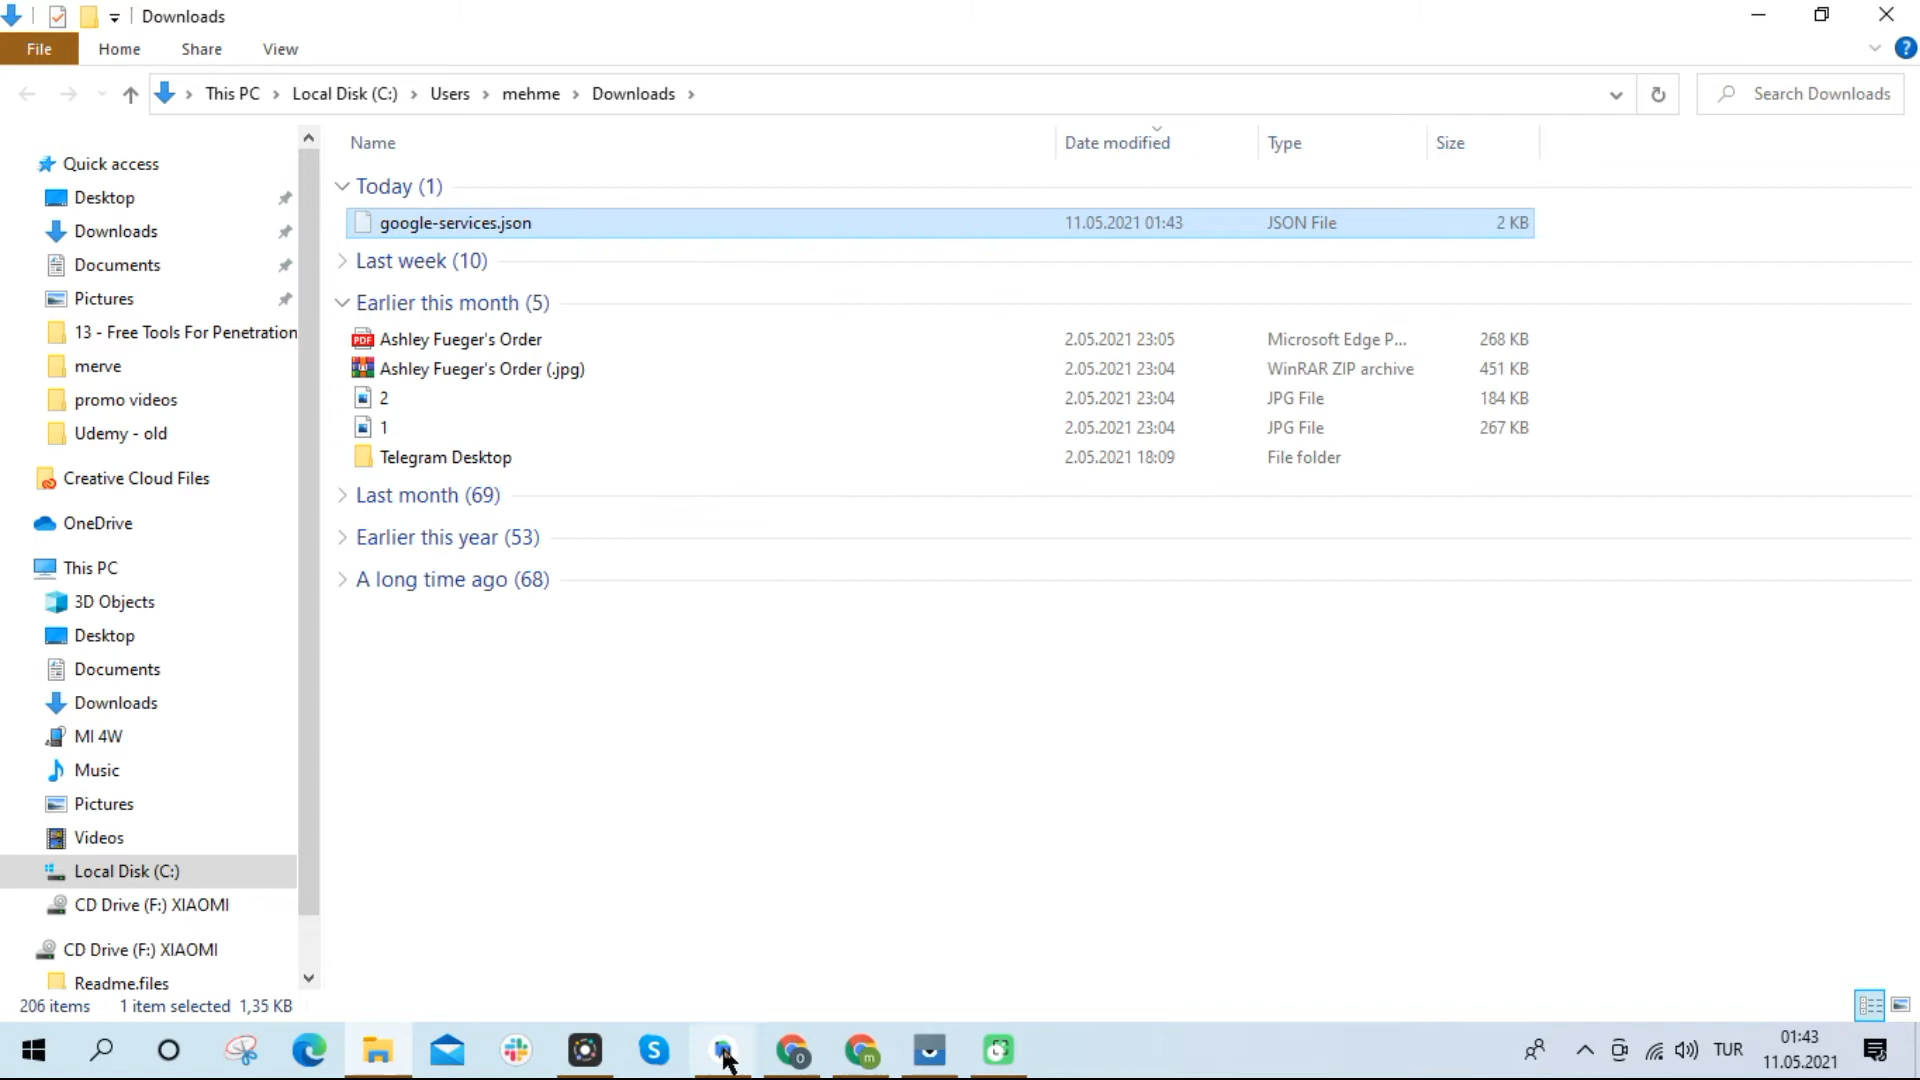 Downloads
File Home Share View
This PC Local Disk (C:) Users mehme Downloads
Search Downloads
Name Date modified Type Size
Quick access
Desktop
Downloads
Documents
Pictures
13 - Free Tools For Penetration
merve
promo videos
Udemy - old
Creative Cloud Files
OneDrive
This PC
3D Objects
Desktop
Documents
Downloads
MI 4W
Music
Pictures
Videos
Local Disk (C:)
CD Drive (F:) XIAOMI
CD Drive (F:) XIAOMI
Readme.files
Today (1)
google-services.json 11.05.2021 01:43 JSON File 2 KB
Last week (10)
Earlier this month (5)
Ashley Fueger's Order 2.05.2021 23:05 Microsoft Edge P... 268 KB
Ashley Fueger's Order (.jpg) 2.05.2021 23:04 WinRAR ZIP archive 451 KB
2 2.05.2021 23:04 JPG File 184 KB
1 2.05.2021 23:04 JPG File 267 KB
Telegram Desktop 2.05.2021 18:09 File folder
Last month (69)
Earlier this year (53)
A long time ago (68)
206 items 1 item selected 1,35 KB
TUR
01:43
11.05.2021